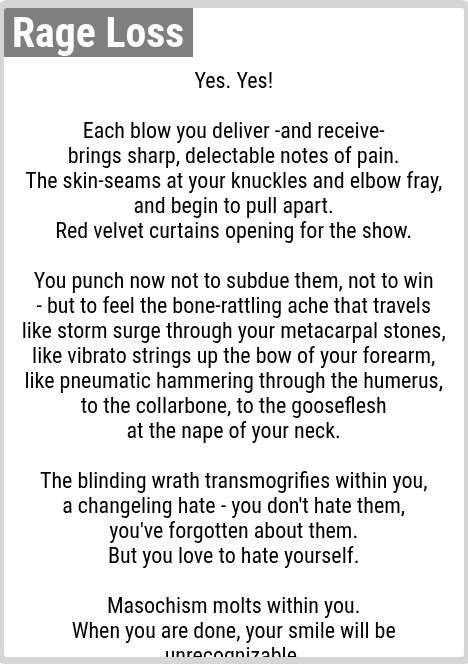 Rage Loss
Yes. Yes!
Each blow you deliver -and receive-
brings sharp, delectable notes of pain.
The skin-seams at your knuckles and elbow fray,
and begin to pull apart.
Red velvet curtains opening for the show.
You punch now not to subdue them, not to win
- but to feel the bone-rattling ache that travels
like storm surge through your metacarpal stones,
like vibrato strings up the bow of your forearm,
like pneumatic hammering through the humerus,
to the collarbone, to the gooseflesh
at the nape of your neck.
The blinding wrath transmogrifies within you,
a changeling hate - you don't hate them,
you've forgotten about them.
But you love to hate yourself.
Masochism molts within you.
When you are done, your smile will be
unrecognizable